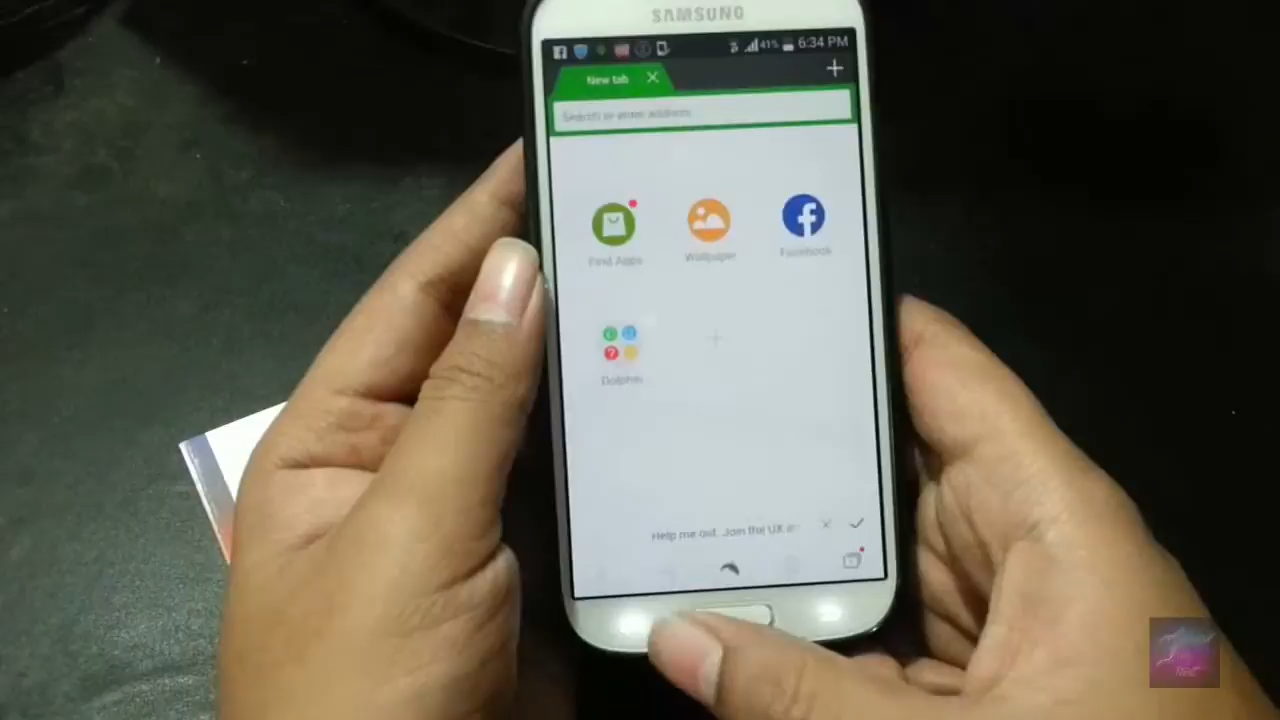 SAMSUNG
41% 6:34 PM
New tab
Search or enter address
Find Apps
Wallpaper
Facebook
Dolphin
Help me out. Join the UX